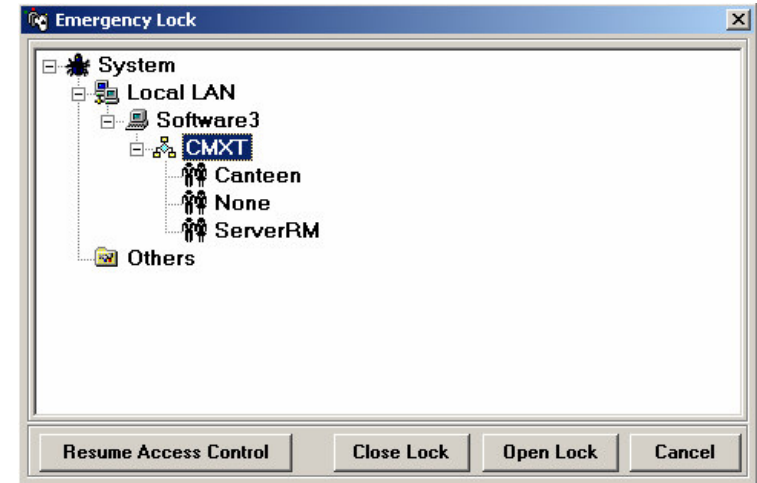 Emergency Lock
System
Local LAN
Software3
CMXT
Canteen
None
ServerRM
Others
Resume Access Control Close Lock Open Lock Cancel